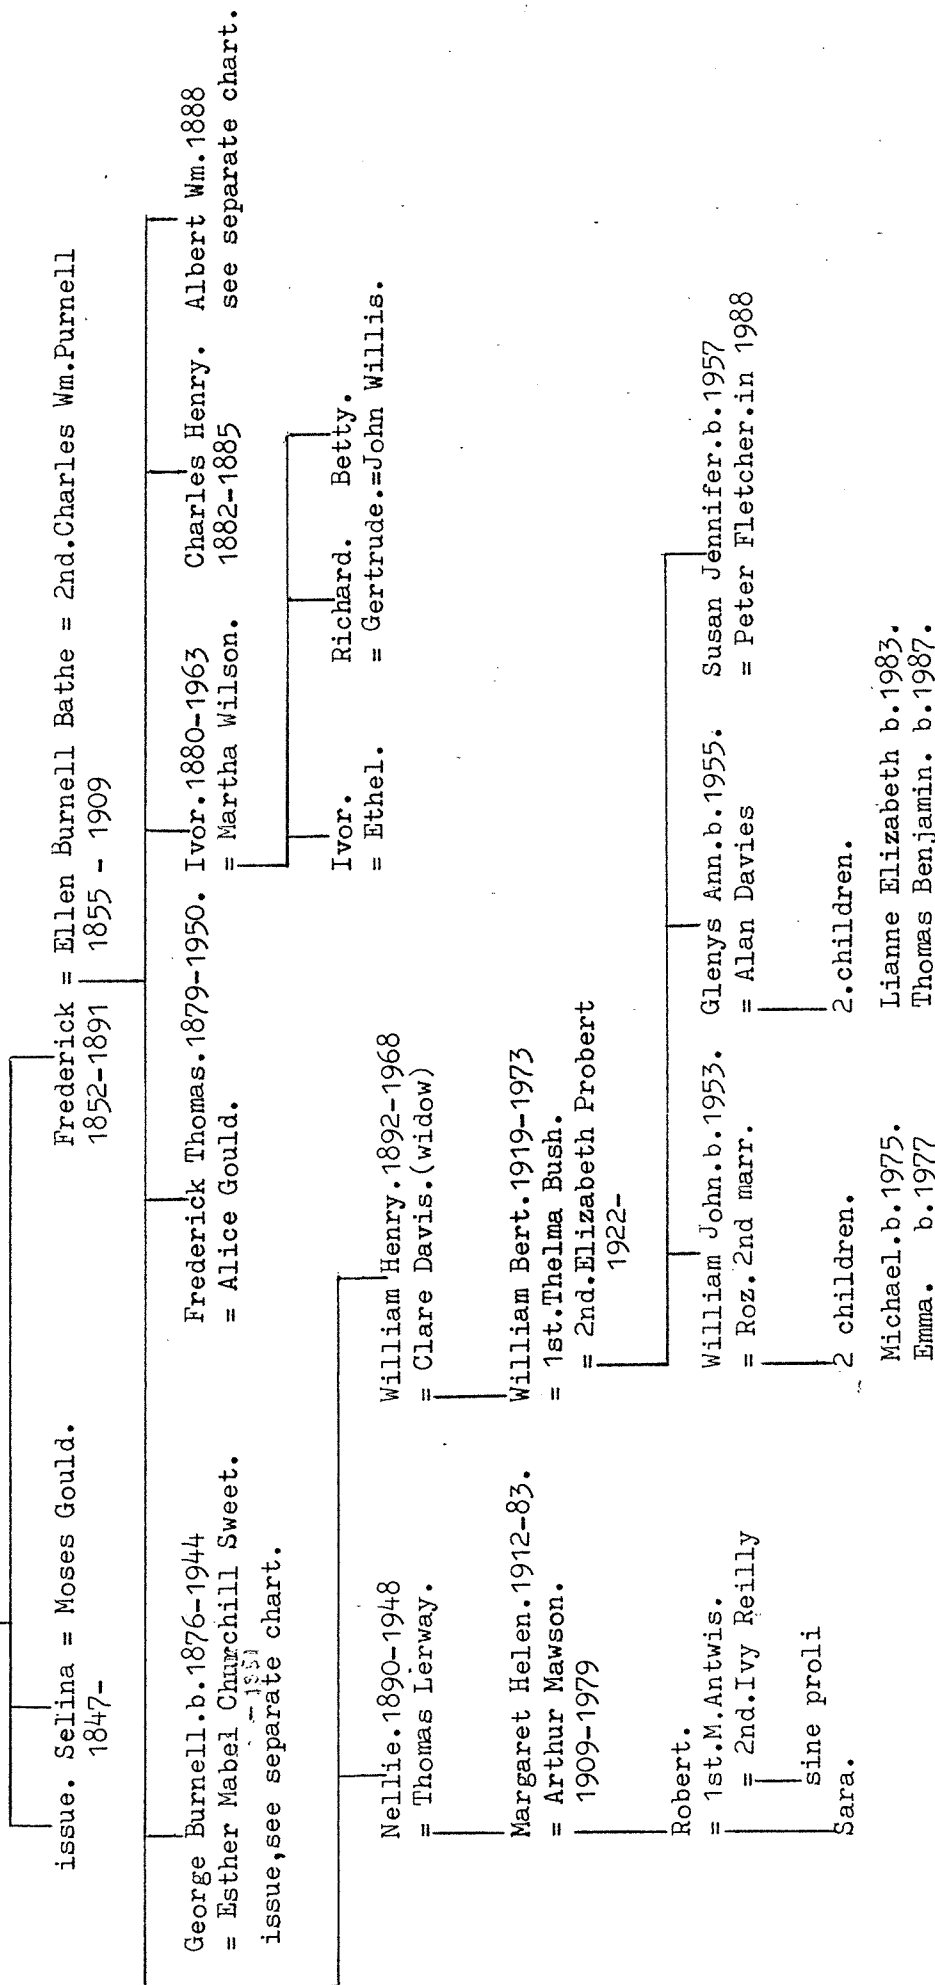 issue. Selina = Moses Gould.
1847-
Frederick = Ellen Burnell Bathe = 2nd.Charles Wm.Purnell
1852-1891 1855 - 1909
George Burnell.b.1876-1944
= Esther Mabel Churchill Sweet.
issue,see separate chart.
Frederick Thomas.1879-1950.
= Alice Gould.
Ivor.1880-1963
= Martha Wilson.
Charles Henry.
1882-1885
Albert Wm.1888
see separate chart.
Ivor.
= Ethel.
Richard. Betty.
= Gertrude.=John Willis.
Nellie.1890-1948
= Thomas Lerway.
William Henry.1892-1968
= Clare Davis.(widow)
Margaret Helen.1912-83.
= Arthur Mawson.
1909-1979
William Bert.1919-1973
= 1st.Thelma Bush.
= 2nd.Elizabeth Probert
1922-
Robert.
= 1st.M.Antwis.
= 2nd.Ivy Reilly
sine proli
Sara.
William John.b.1953.
= Roz.2nd marr.
2 children.
Michael.b.1975.
Emma. b.1977
Glenys Ann.b.1955.
= Alan Davies
2.children.
Lianne Elizabeth b.1983.
Thomas Benjamin. b.1987.
Susan Jennifer.b.1957
= Peter Fletcher.in 1988